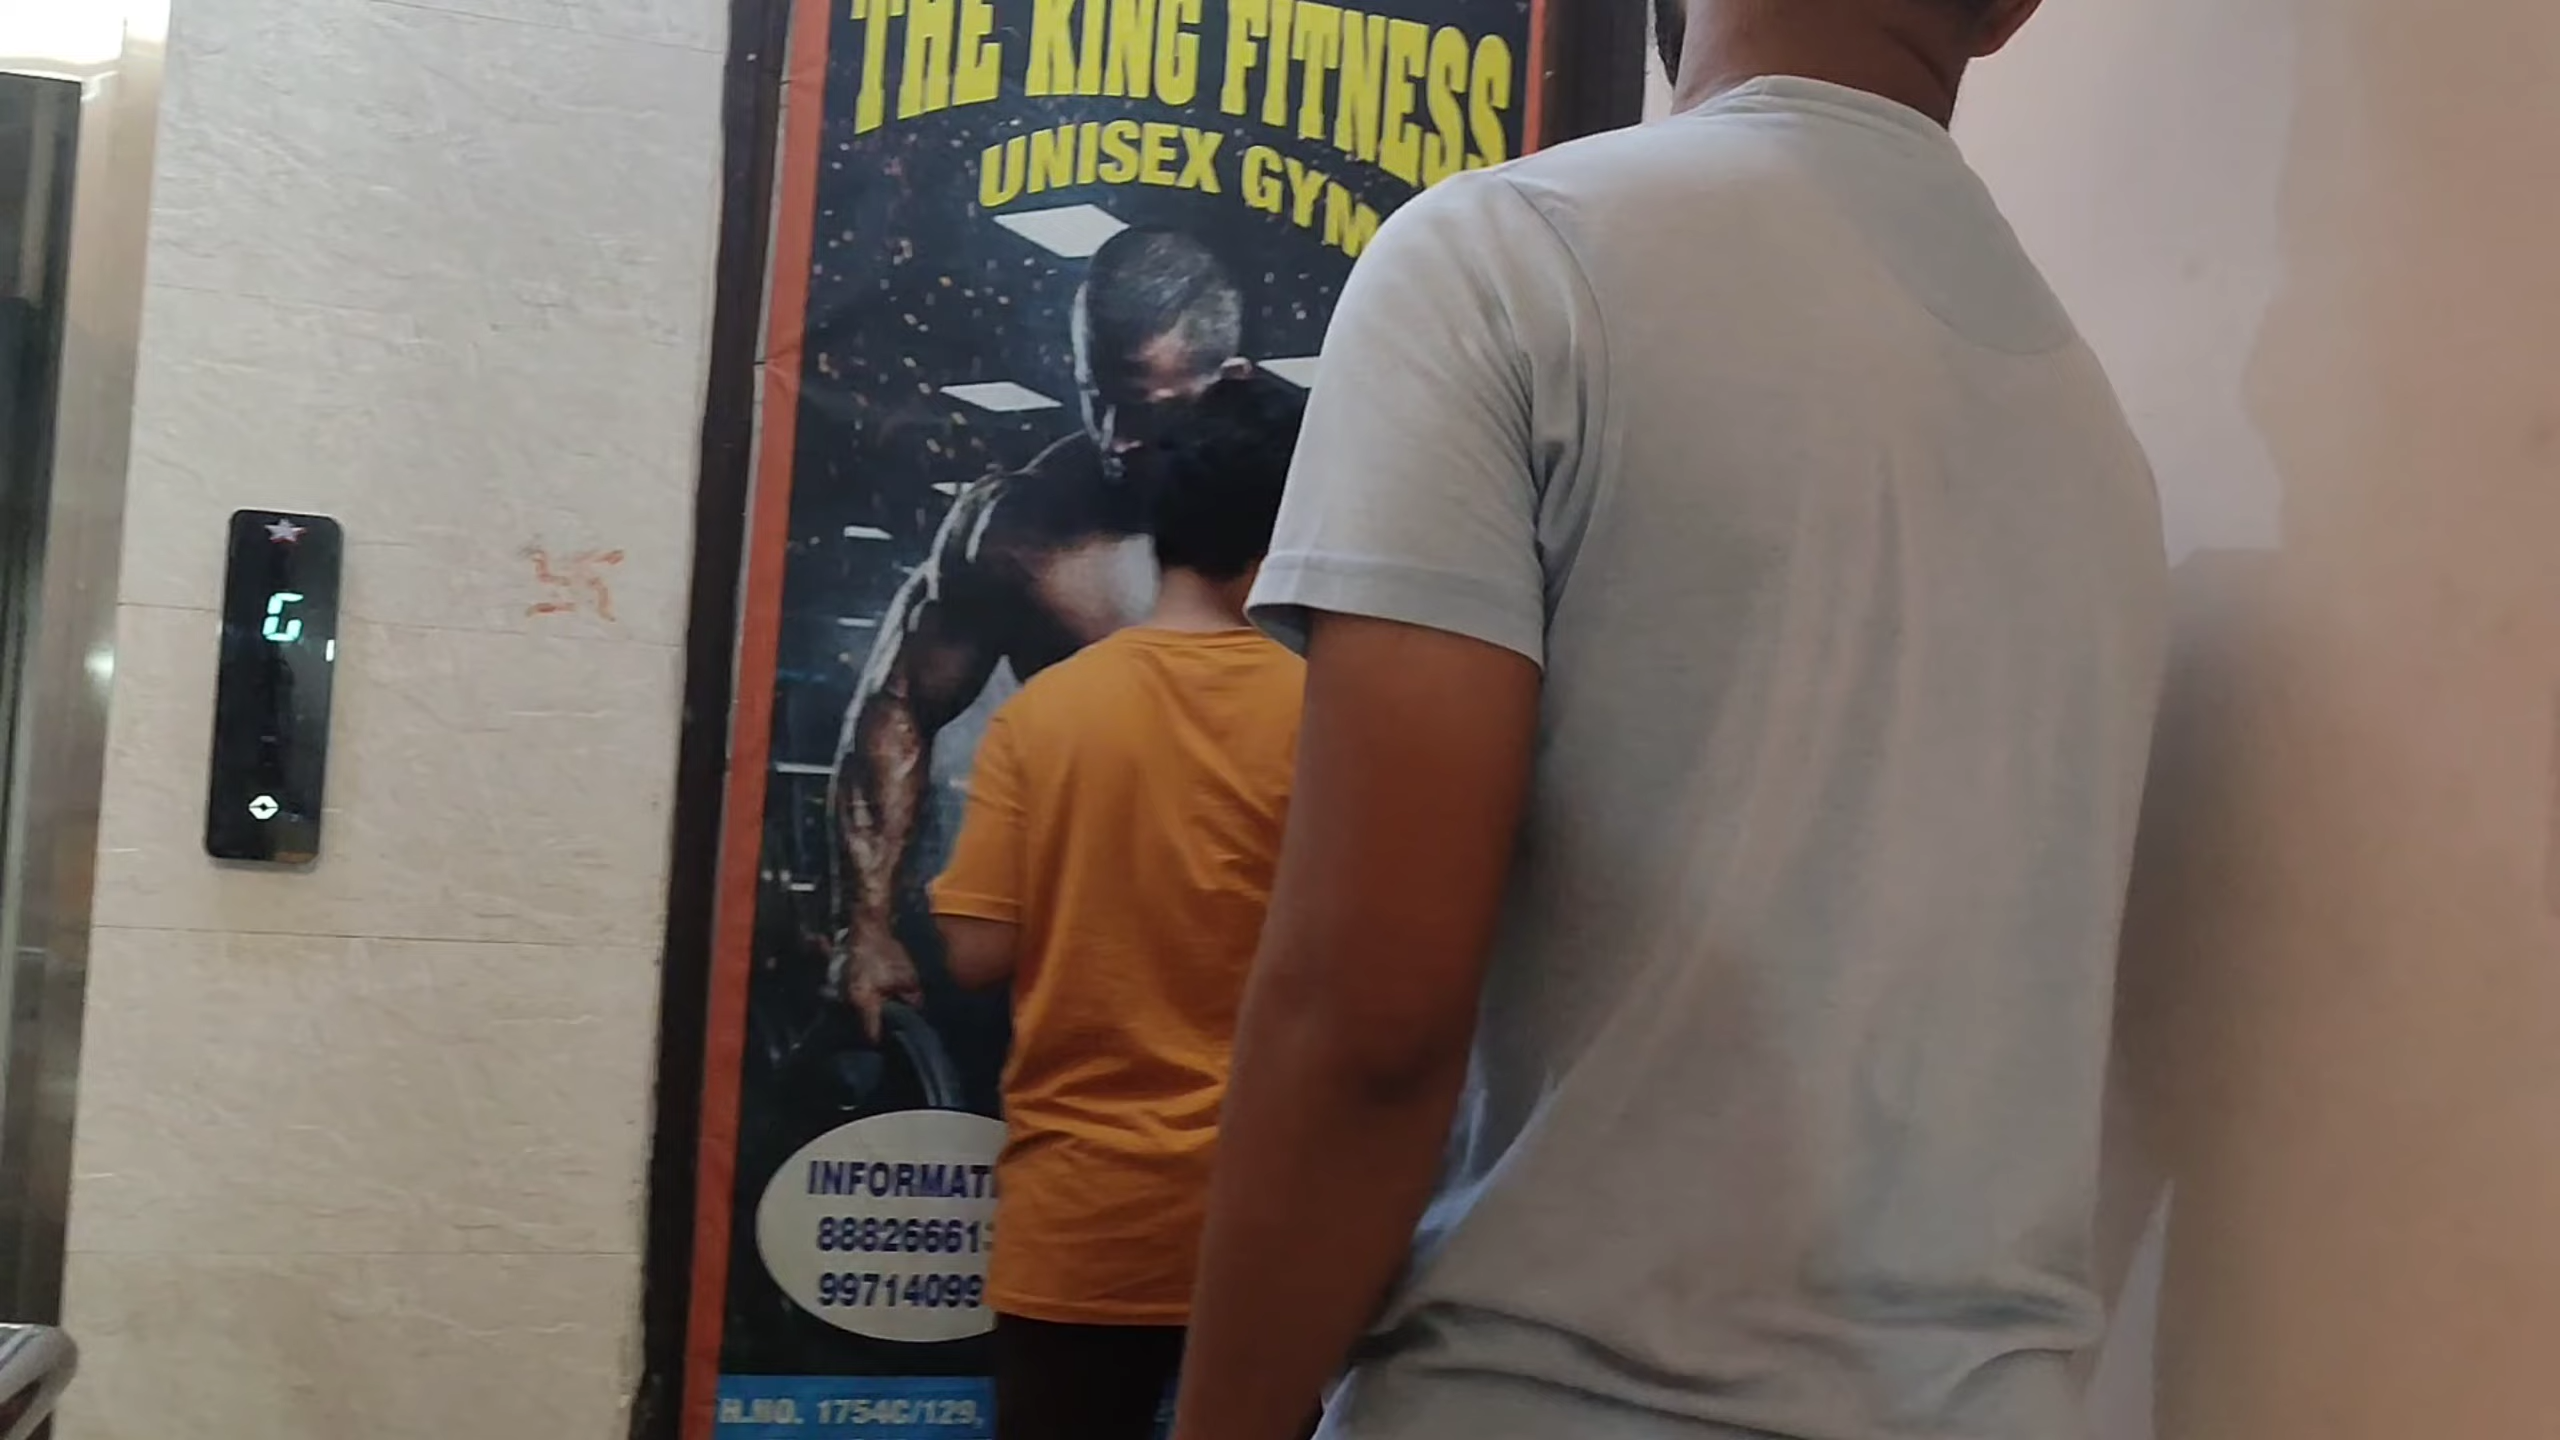 THE KING FITNESS
UNISEX GYM
G
INFORMATI
88826661
99714099
H.NO. 1754C/129,